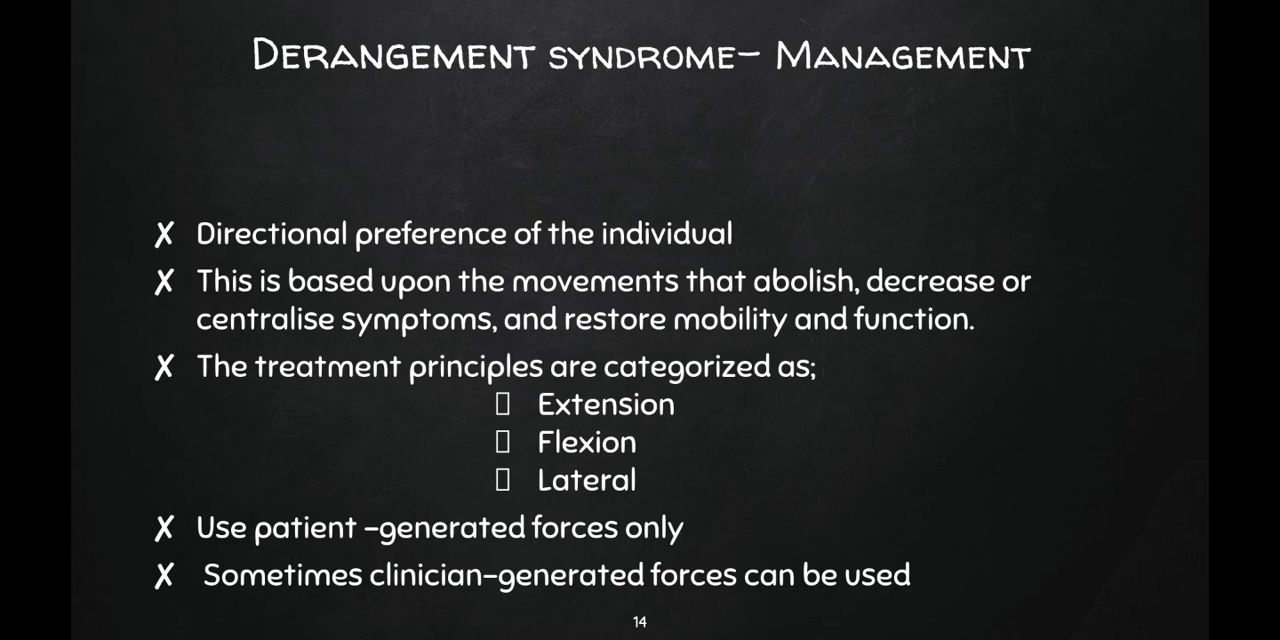 Derangement syndrome- Management
✗ Directional preference of the individual
✗ This is based upon the movements that abolish, decrease or
centralise symptoms, and restore mobility and function.
✗ The treatment principles are categorized as;
▯ Extension
▯ Flexion
▯ Lateral
✗ Use patient -generated forces only
✗ Sometimes clinician-generated forces can be used
14